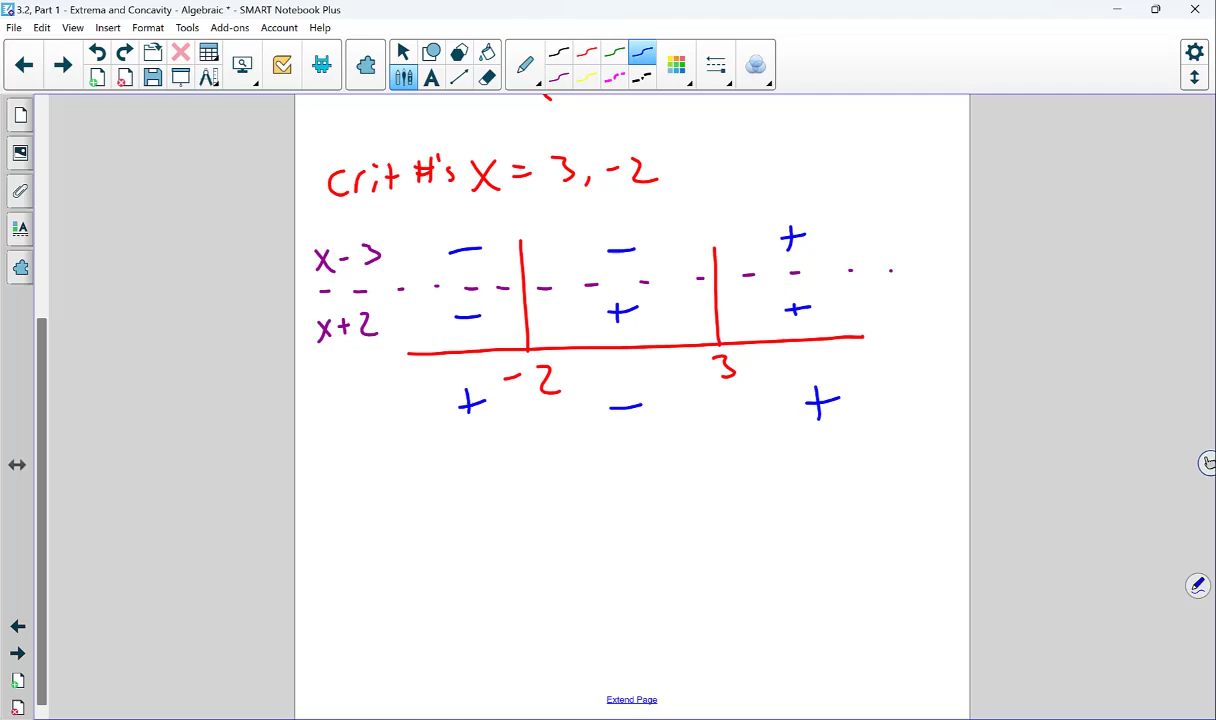 3.2, Part 1 - Extrema and Concavity - Algebraic * - SMART Notebook Plus
File Edit View Insert Format Tools Add-ons Account Help
crit #'s x = 3, -2
x - 3 − − +
x + 2 − + +
-2 3
+ − +
Extend Page